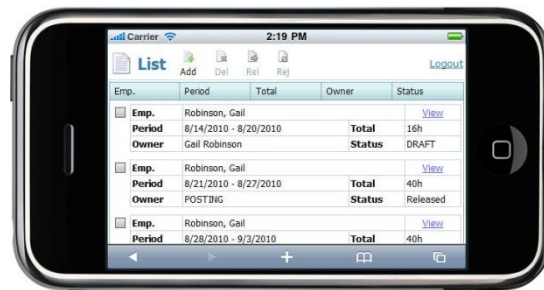 Carrier 2:19 PM
List Add Del Rel Rej Logout
Emp. Period Total Owner Status
Emp. Robinson, Gail View
Period 8/14/2010 - 8/20/2010 Total 16h
Owner Gail Robinson Status DRAFT
Emp. Robinson, Gail View
Period 8/21/2010 - 8/27/2010 Total 40h
Owner POSTING Status Released
Emp. Robinson, Gail View
Period 8/28/2010 - 9/3/2010 Total 40h